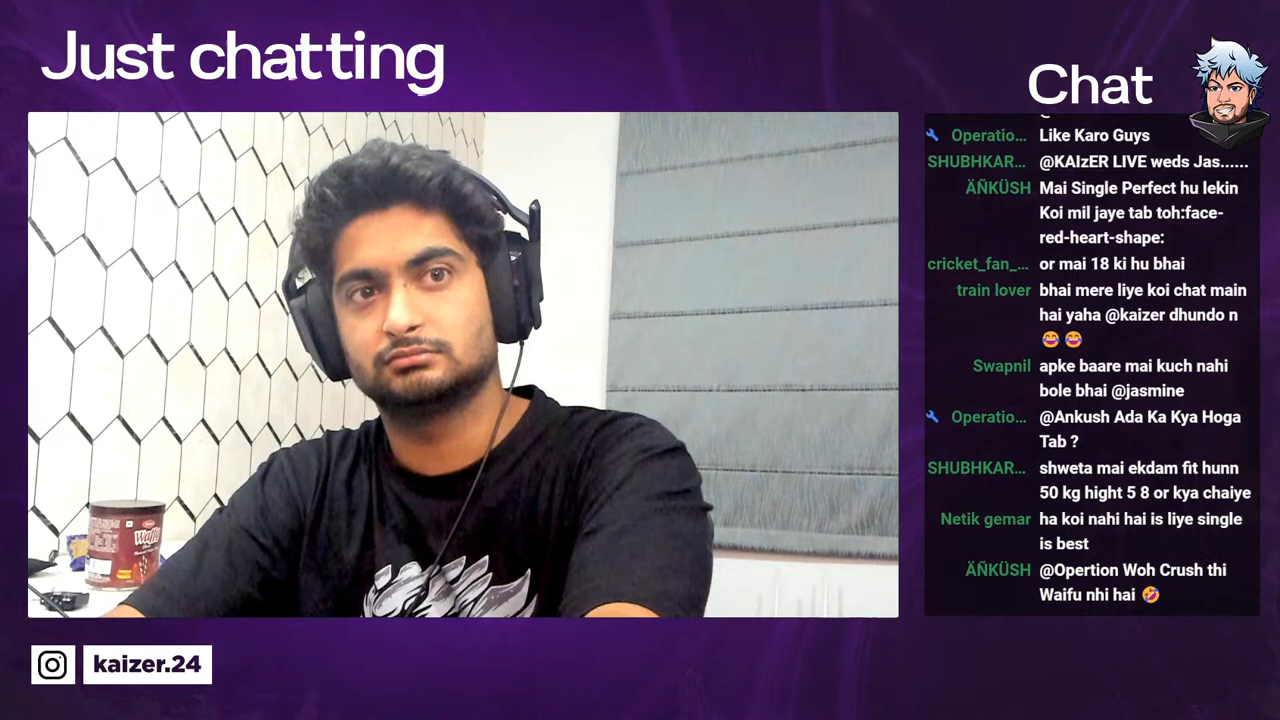 Just chatting
Chat
Operatio... Like Karo Guys
SHUBHKAR... @KAIzER LIVE weds Jas......
ÄÑKÜSH Mai Single Perfect hu lekin
Koi mil jaye tab toh:face-
red-heart-shape:
cricket_fan_... or mai 18 ki hu bhai
train lover bhai mere liye koi chat main
hai yaha @kaizer dhundo n
😂 😂
Swapnil apke baare mai kuch nahi
bole bhai @jasmine
Operatio... @Ankush Ada Ka Kya Hoga
Tab ?
SHUBHKAR... shweta mai ekdam fit hunn
50 kg hight 5 8 or kya chaiye
Netik gemar ha koi nahi hai is liye single
is best
ÄÑKÜSH @Opertion Woh Crush thi
Waifu nhi hai 🤣
kaizer.24